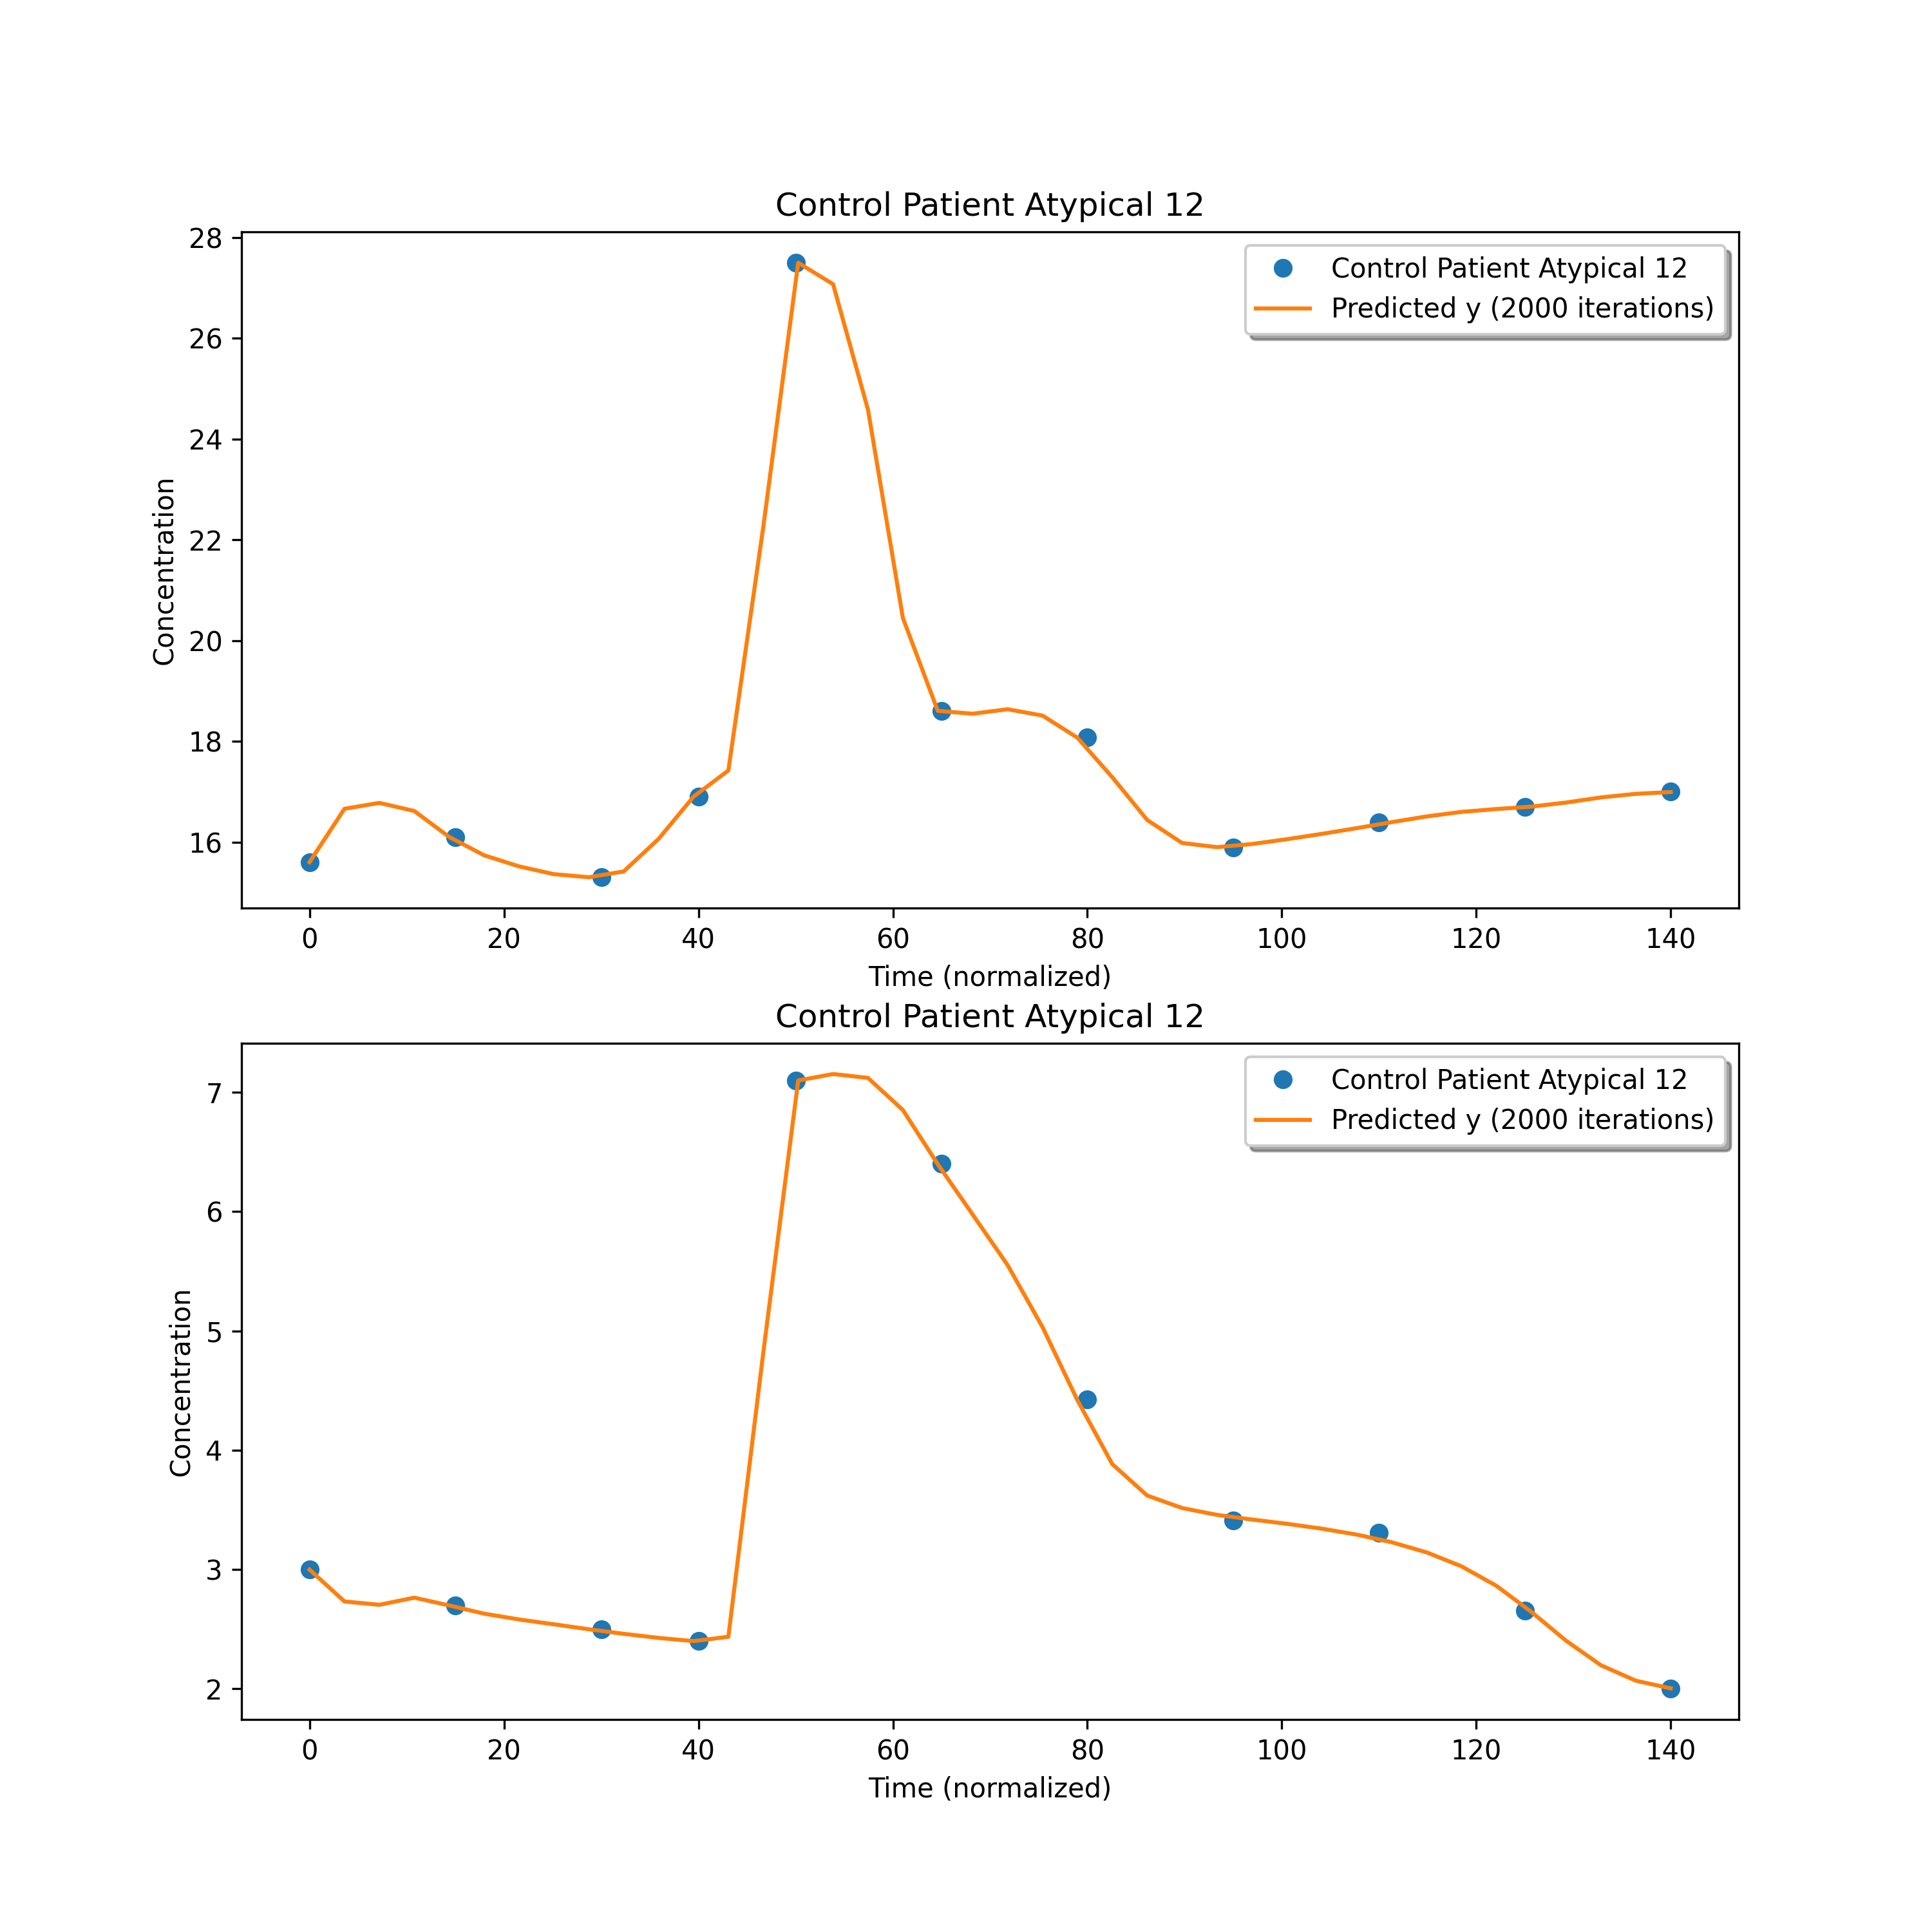 Control Patient Atypical 12
Control Patient Atypical 12
Predicted y (2000 iterations)
28
26
24
22
20
18
16
Concentration
0 20 40 60 80 100 120 140
Time (normalized)
Control Patient Atypical 12
Control Patient Atypical 12
Predicted y (2000 iterations)
7
6
5
4
3
2
Concentration
0 20 40 60 80 100 120 140
Time (normalized)